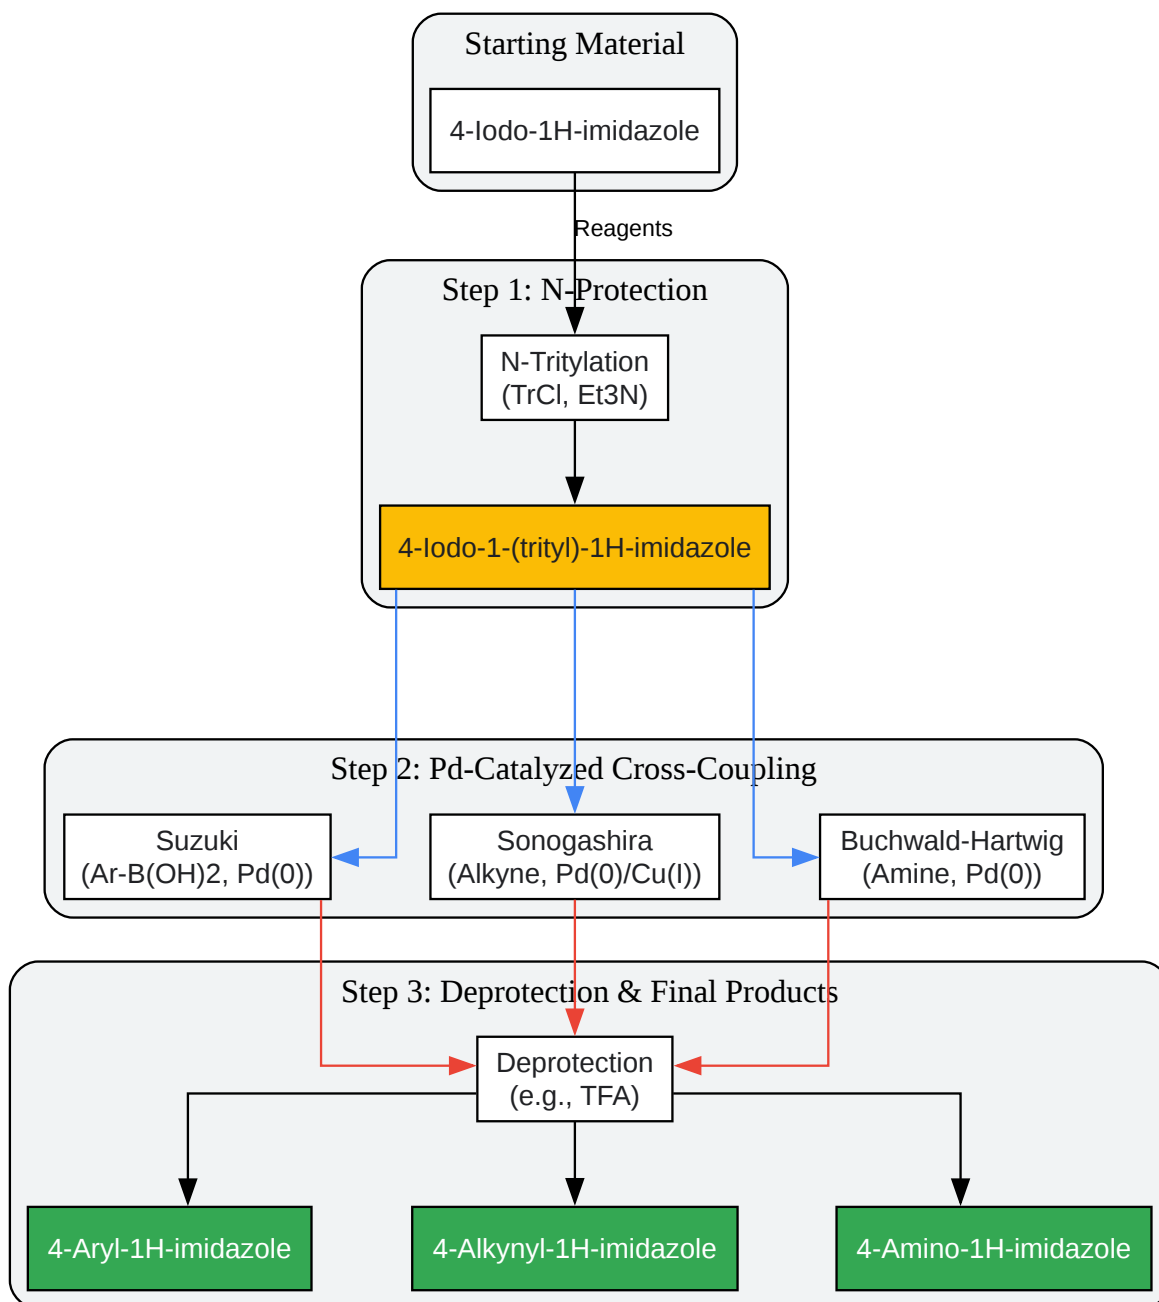 Starting Material
4-Iodo-1H-imidazole
Reagents
Step 1: N-Protection
N-Tritylation
(TrCl, Et3N)
4-Iodo-1-(trityl)-1H-imidazole
Step 2: Pd-Catalyzed Cross-Coupling
Suzuki
(Ar-B(OH)2, Pd(0))
Sonogashira
(Alkyne, Pd(0)/Cu(I))
Buchwald-Hartwig
(Amine, Pd(0))
Step 3: Deprotection & Final Products
Deprotection
(e.g., TFA)
4-Aryl-1H-imidazole
4-Alkynyl-1H-imidazole
4-Amino-1H-imidazole